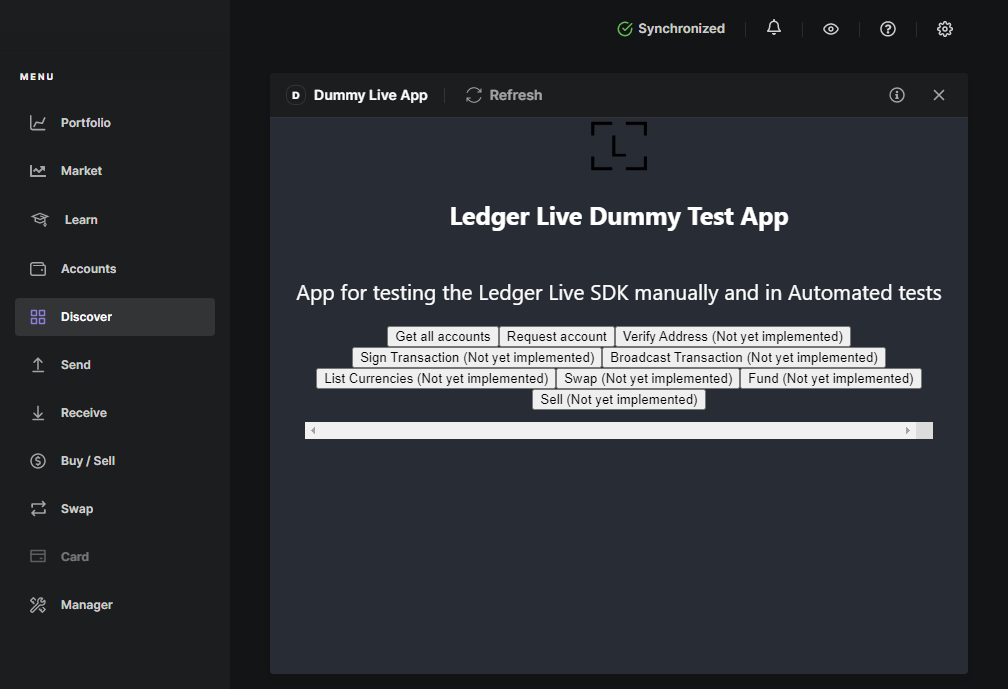 Synchronized
MENU
Portfolio
Market
Learn
Accounts
Discover
Send
Receive
Buy / Sell
Swap
Card
Manager
D Dummy Live App Refresh
L
Ledger Live Dummy Test App
App for testing the Ledger Live SDK manually and in Automated tests
Get all accounts Request account Verify Address (Not yet implemented)
Sign Transaction (Not yet implemented) Broadcast Transaction (Not yet implemented)
List Currencies (Not yet implemented) Swap (Not yet implemented) Fund (Not yet implemented)
Sell (Not yet implemented)